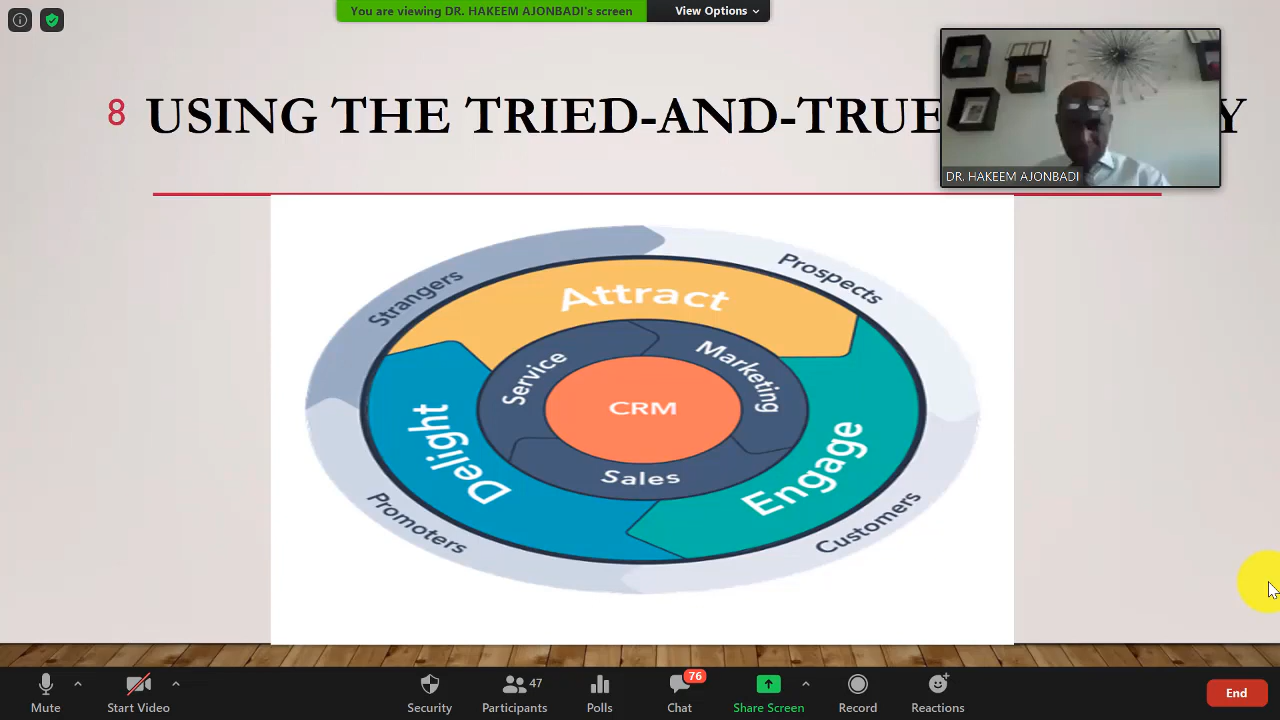 You are viewing DR. HAKEEM AJONBADI's screen
View Options
8 USING THE TRIED-AND-TRUE
DR. HAKEEM AJONBADI
Strangers
Prospects
Attract
Service
Marketing
CRM
Delight
Sales
Engage
Promoters
Customers
Mute
Start Video
Security
47
Participants
Polls
76
Chat
Share Screen
Record
Reactions
End